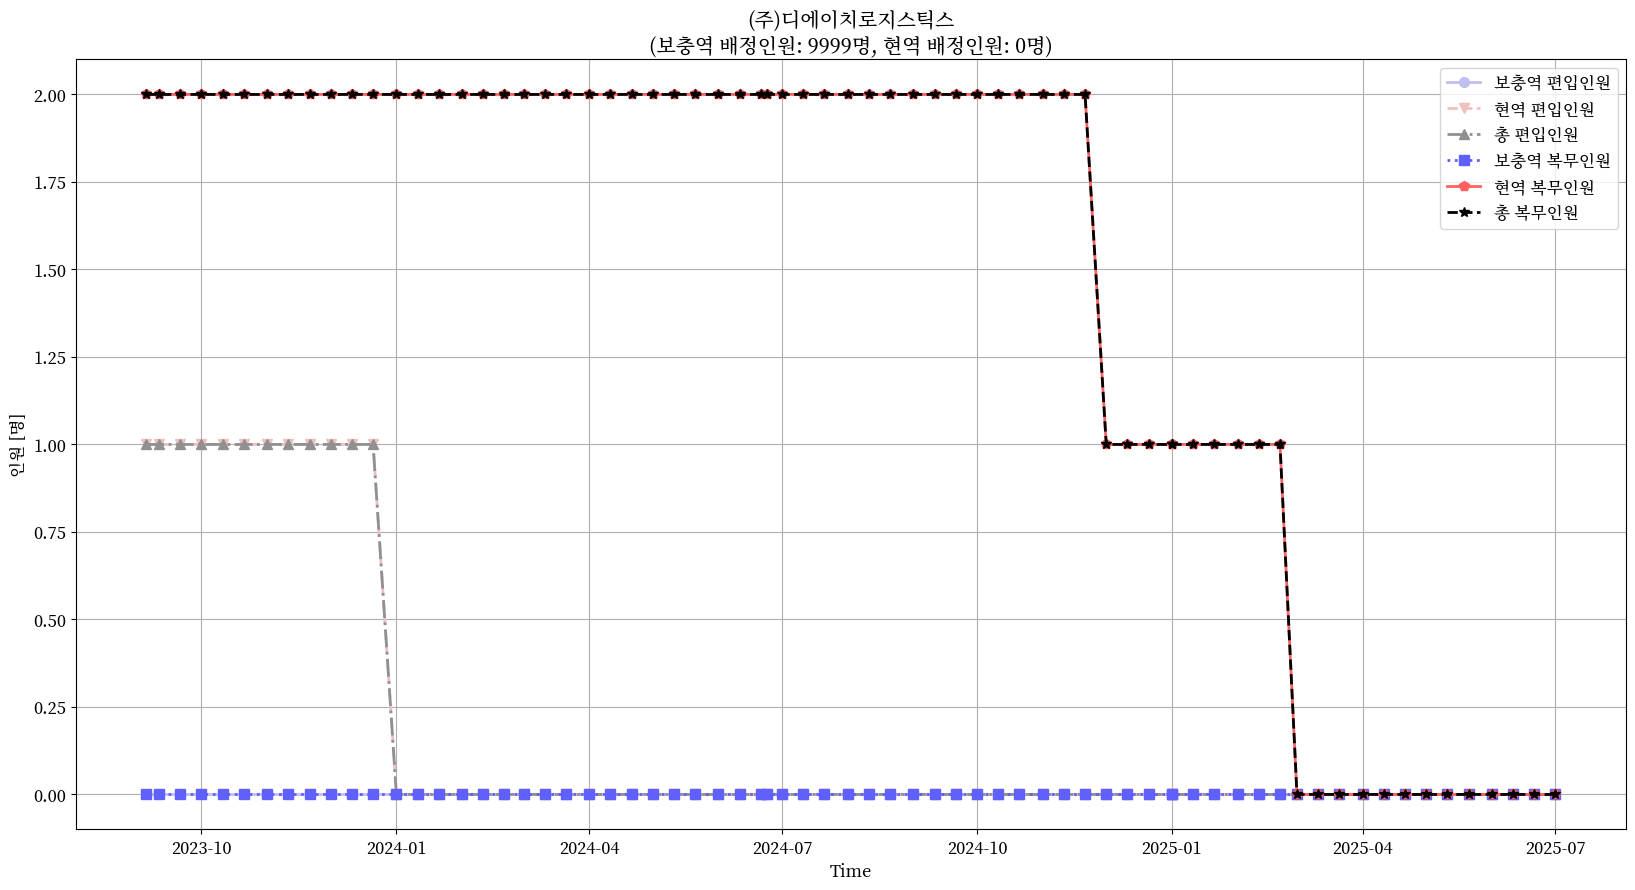 (주)디에이치로지스틱스
(보충역 배정인원: 9999명, 현역 배정인원: 0명)
보충역 편입인원
현역 편입인원
총 편입인원
보충역 복무인원
현역 복무인원
총 복무인원
2.00
1.75
1.50
1.25
1.00
0.75
0.50
0.25
0.00
인원 [명]
2023-10
2024-01
2024-04
2024-07
2024-10
2025-01
2025-04
2025-07
Time